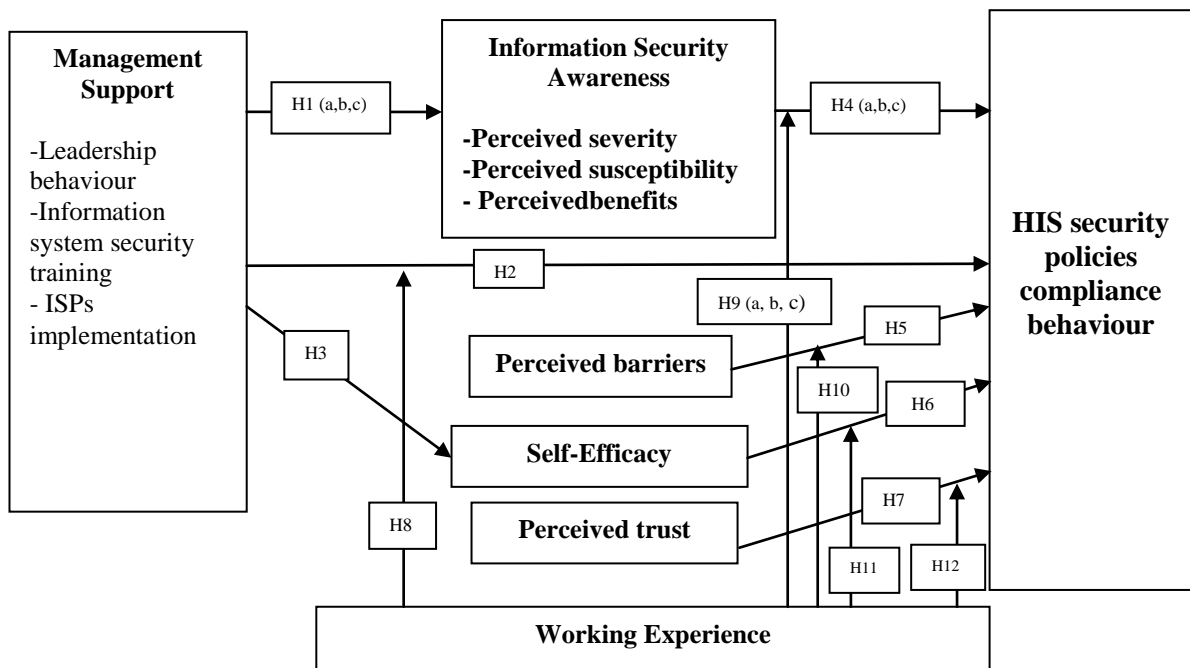 Management
Support
-Leadership
behaviour
-Information
system security
training
- ISPs
implementation
H1 (a,b,c)
Information Security
Awareness
-Perceived severity
-Perceived susceptibility
- Perceivedbenefits
H4 (a,b,c)
HIS security
policies
compliance
behaviour
H2
H9 (a, b, c)
H3
Perceived barriers
H5
H10
H6
Self-Efficacy
H7
Perceived trust
H8
H11
H12
Working Experience